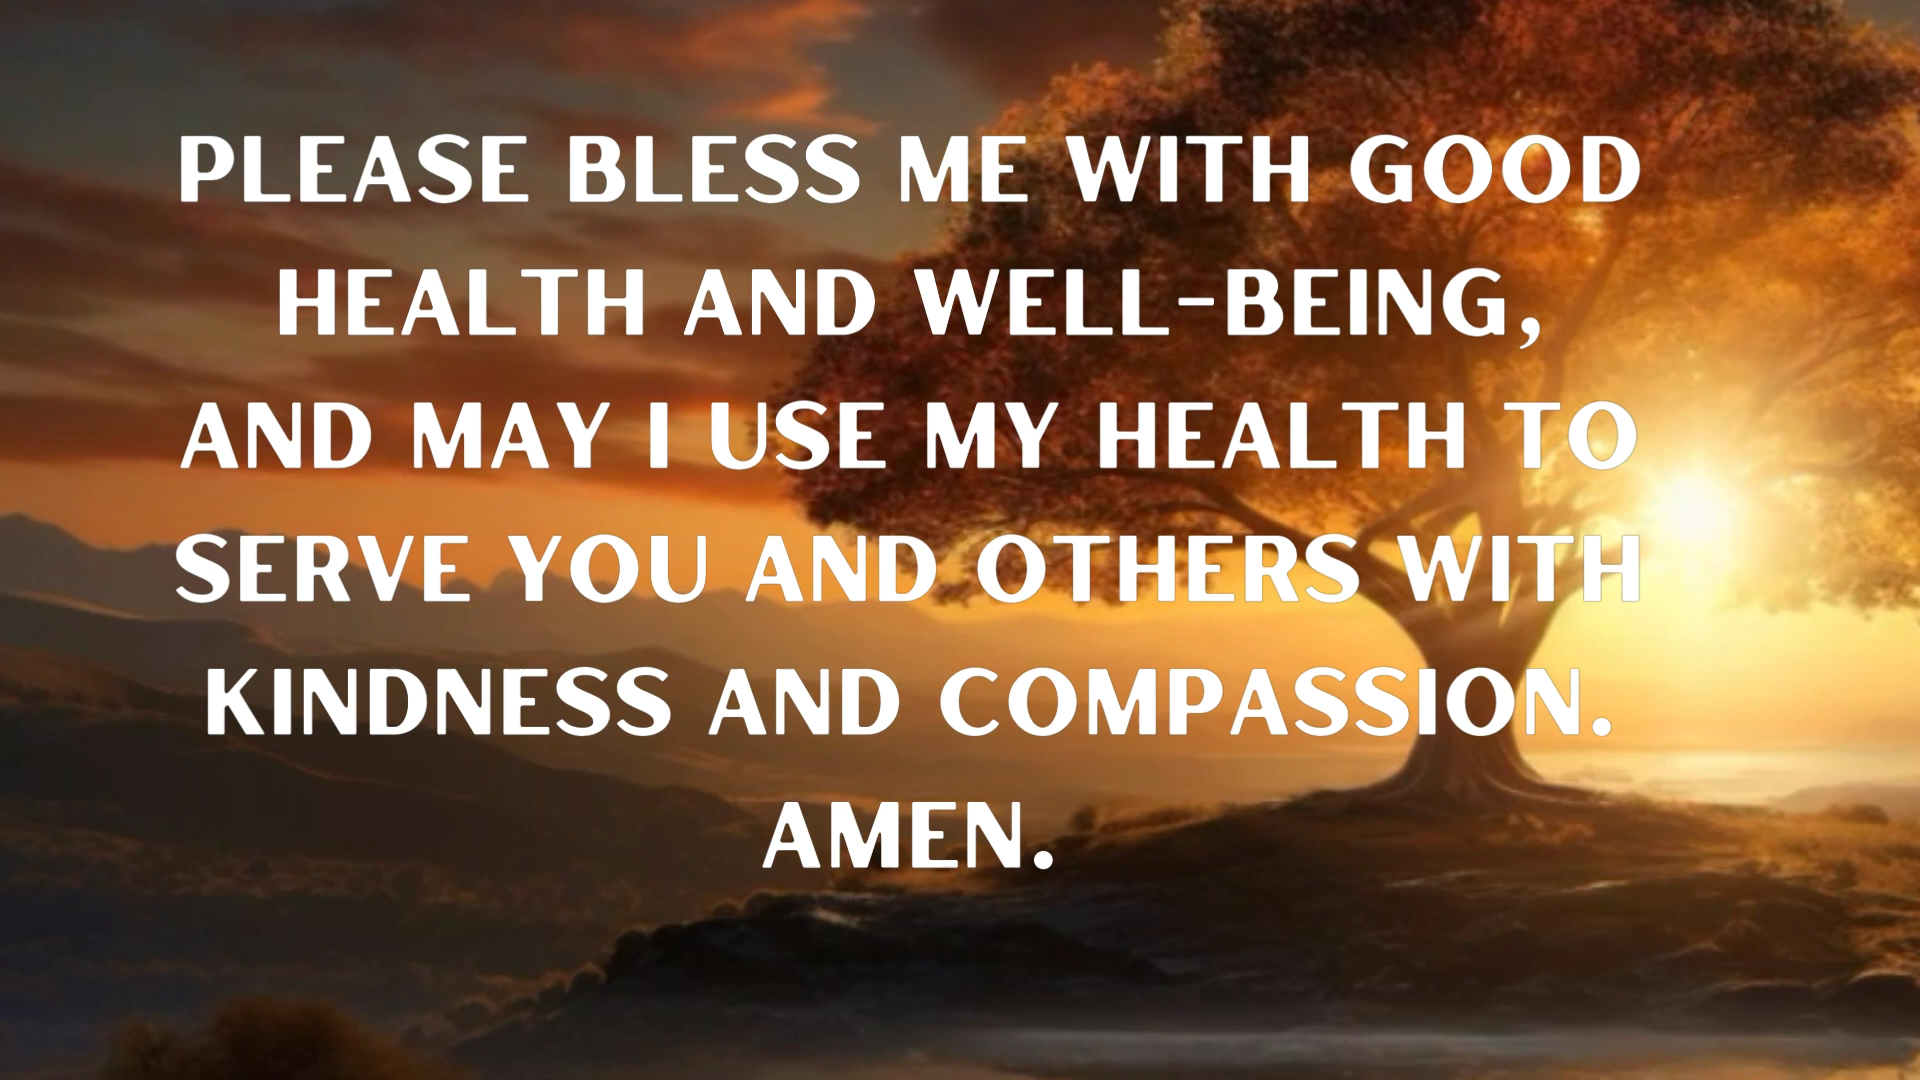 PLEASE BLESS ME WITH GOOD
HEALTH AND WELL-BEING,
AND MAY I USE MY HEALTH TO
SERVE YOU AND OTHERS WITH
KINDNESS AND COMPASSION.
AMEN.